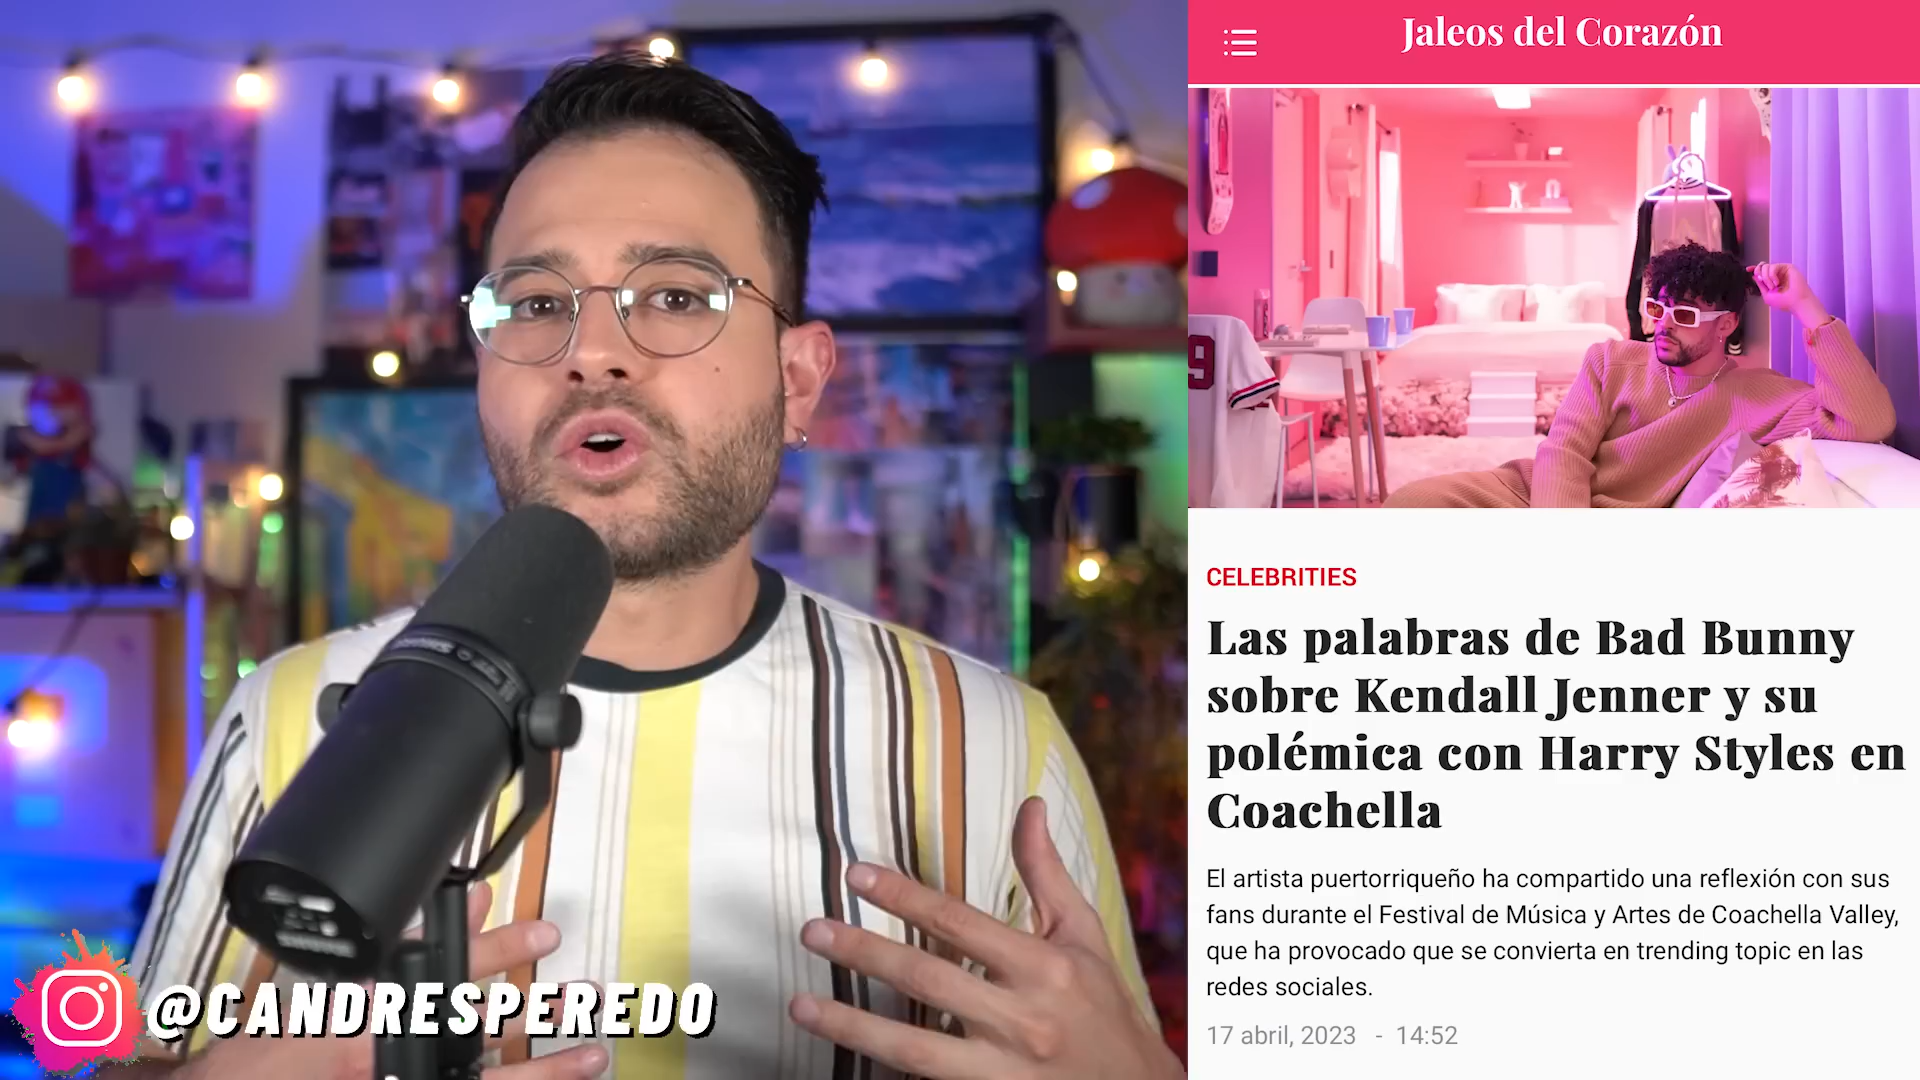 Jaleos del Corazón
9
CELEBRITIES
Las palabras de Bad Bunny
sobre Kendall Jenner y su
polémica con Harry Styles en
Coachella
El artista puertorriqueño ha compartido una reflexión con sus
fans durante el Festival de Música y Artes de Coachella Valley,
que ha provocado que se convierta en trending topic en las
redes sociales.
17 abril, 2023 - 14:52
@CANDRESPEREDO